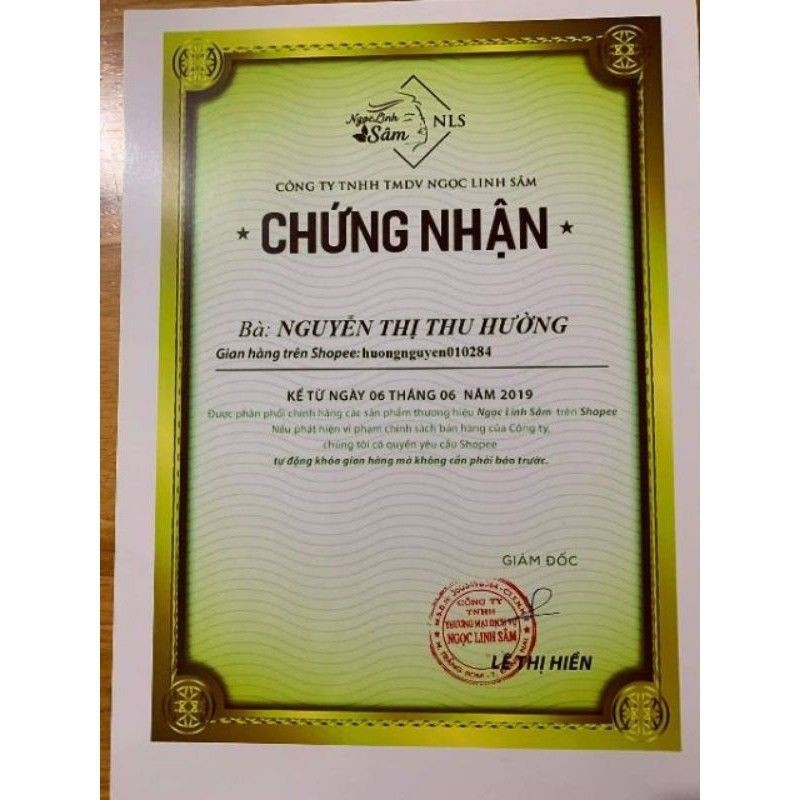 Ngọc Linh
Sâm
NLS
CÔNG TY TNHH TMDV NGỌC LINH SÂM
CHỨNG NHẬN
Bà: NGUYỄN THỊ THU HƯỜNG
Gian hàng trên Shopee: huongnguyen010284
KỂ TỪ NGÀY 06 THÁNG 06 NĂM 2019
Được phân phối chính hãng các sản phẩm thương hiệu Ngọc Linh Sâm trên Shopee
Nếu phát hiện vi phạm chính sách bán hàng của Công ty,
chúng tôi có quyền yêu cầu Shopee
tự động khóa gian hàng mà không cần phải báo trước.
GIÁM ĐỐC
CÔNG TY
TNHH
THƯƠNG MẠI DỊCH VỤ
NGỌC LINH SÂM
LÊ THỊ HIỀN